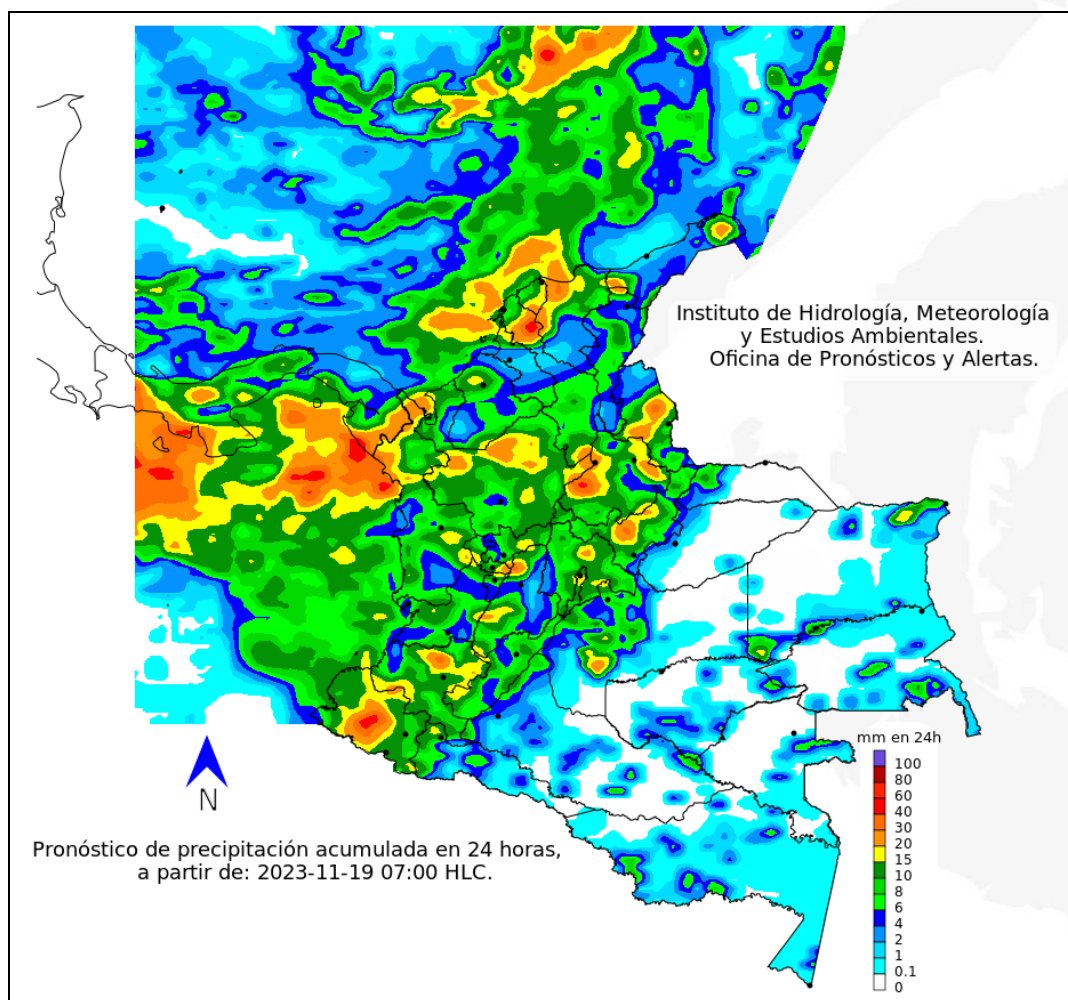 Instituto de Hidrología, Meteorología
y Estudios Ambientales.
Oficina de Pronósticos y Alertas.
mm en 24h
100
80
60
40
30
20
15
10
8
6
4
2
1
0.1
0
N
Pronóstico de precipitación acumulada en 24 horas,
a partir de: 2023-11-19 07:00 HLC.